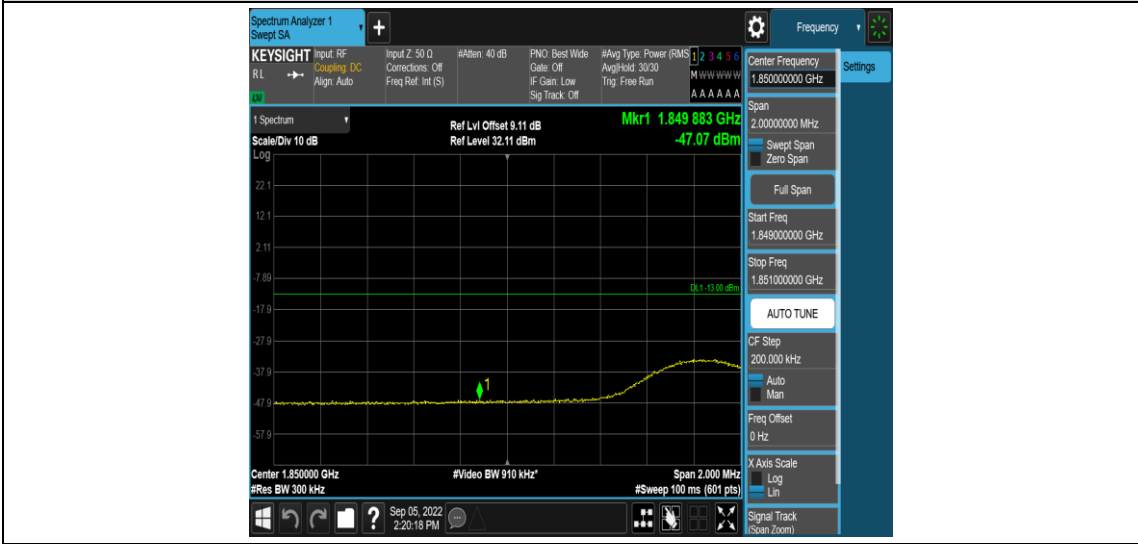 Spectrum Analyzer 1
Swept SA
+
Frequency
KEYSIGHT
RL
Input: RF
Coupling: DC
Align: Auto
Input Z: 50 Ω
Corrections: Off
Freq Ref: Int (S)
#Atten: 40 dB
PNO: Best Wide
Gate: Off
IF Gain: Low
Sig Track: Off
#Avg Type: Power (RMS
Avg|Hold: 30/30
Trig: Free Run
1 2 3 4 5 6
M W W W W W
A A A A A A
1 Spectrum
Scale/Div 10 dB
Log
Ref Lvl Offset 9.11 dB
Ref Level 32.11 dBm
Mkr1 1.849 883 GHz
-47.07 dBm
22.1
12.1
2.11
-7.89
DL1 -13.00 dBm
-17.9
-27.9
-37.9
1
-47.9
-57.9
Center 1.850000 GHz
#Video BW 910 kHz*
Span 2.000 MHz
#Res BW 300 kHz
#Sweep 100 ms (601 pts)
?
Sep 05, 2022
2:20:18 PM
Center Frequency
1.850000000 GHz
Settings
Span
2.00000000 MHz
Swept Span
Zero Span
Full Span
Start Freq
1.849000000 GHz
Stop Freq
1.851000000 GHz
AUTO TUNE
CF Step
200.000 kHz
Auto
Man
Freq Offset
0 Hz
X Axis Scale
Log
Lin
Signal Track
(Span Zoom)